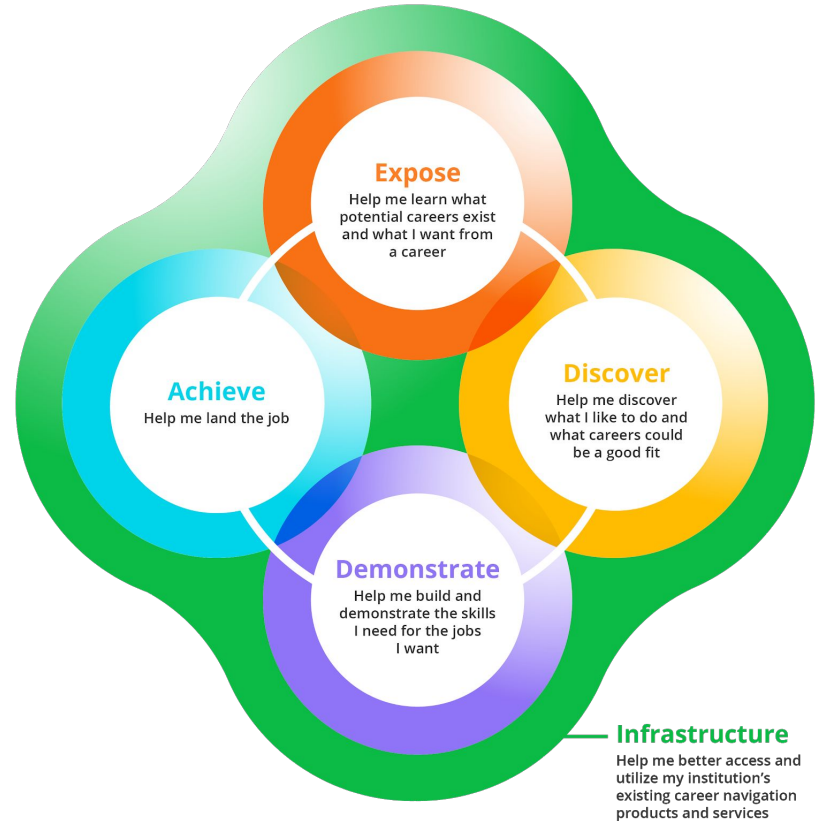 Expose
Help me learn what
potential careers exist
and what I want from
a career
Discover
Help me discover
what I like to do and
what careers could
be a good fit
Achieve
Help me land the job
Demonstrate
Help me build and
demonstrate the skills
I need for the jobs
I want
Infrastructure
Help me better access and
utilize my institution’s
existing career navigation
products and services